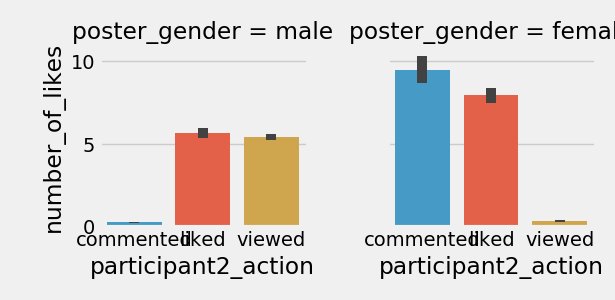 poster_gender = male
poster_gender = femal
number_of_likes
10
5
0
commented liked viewed
commented liked viewed
participant2_action
participant2_action